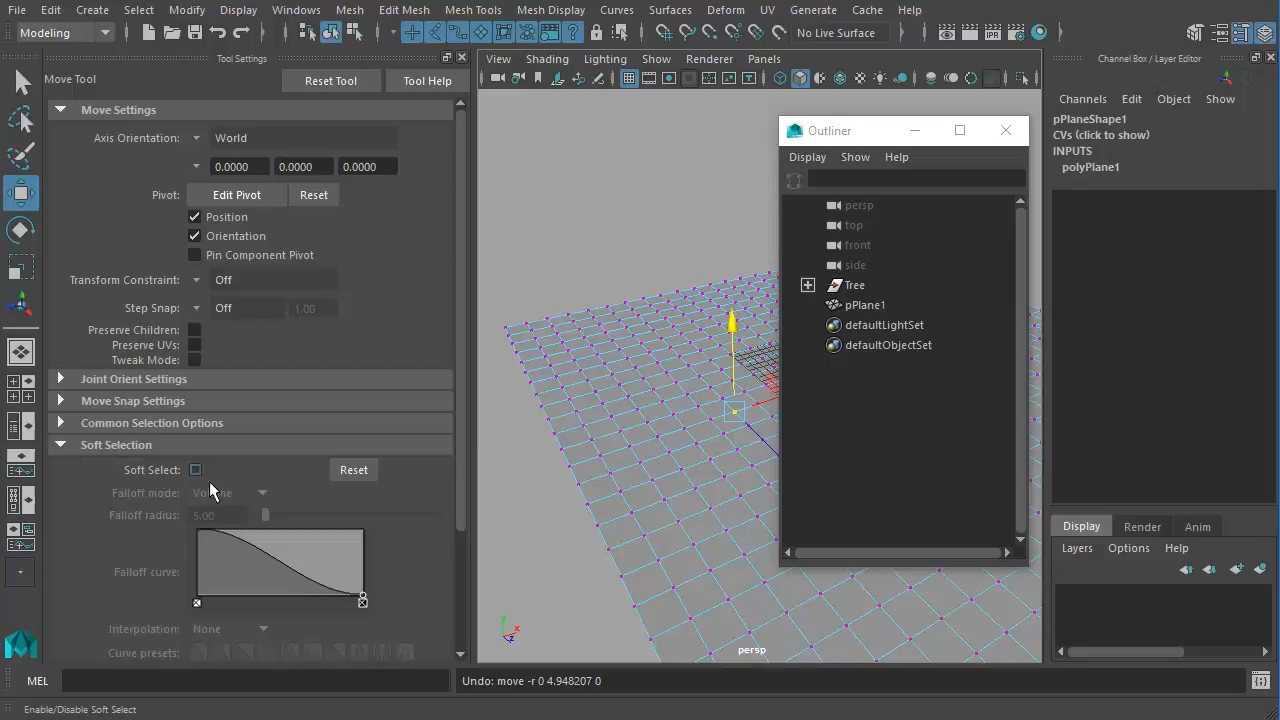 File Edit Create Select Modify Display Windows Mesh Edit Mesh Mesh Tools Mesh Display Curves Surfaces Deform UV Generate Cache Help
Modeling
No Live Surface
Tool Settings
Move Tool
Reset Tool
Tool Help
Move Settings
Axis Orientation: World
0.0000 0.0000 0.0000
Pivot: Edit Pivot Reset
Position
Orientation
Pin Component Pivot
Transform Constraint: Off
Step Snap: Off 1.00
Preserve Children:
Preserve UVs:
Tweak Mode:
Joint Orient Settings
Move Snap Settings
Common Selection Options
Soft Selection
Soft Select: Reset
Falloff mode:
Falloff radius: 5.00
Falloff curve:
Interpolation: None
Curve presets:
View Shading Lighting Show Renderer Panels
IPR
persp
y
x
z
Outliner
Display Show Help
persp
top
front
side
Tree
pPlane1
defaultLightSet
defaultObjectSet
Channel Box / Layer Editor
Channels Edit Object Show
pPlaneShape1
CVs (click to show)
INPUTS
polyPlane1
Display Render Anim
Layers Options Help
MEL
Undo: move -r 0 4.948207 0
Enable/Disable Soft Select